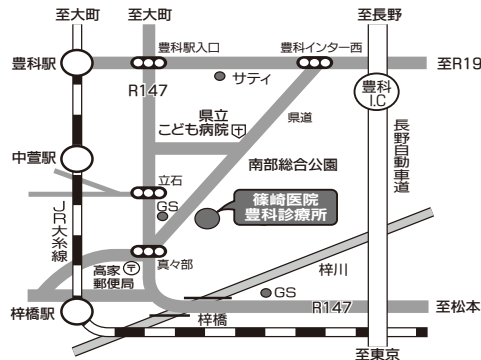 至大町
至大町
至長野
豊科駅
豊科駅入口
豊科インター西
至R19
サティ
R147
豊科
I.C
県立
こども病院
県道
中萱駅
南部総合公園
長野自動車道
立石
GS
篠崎医院
豊科診療所
JR大糸線
真々部
高家
郵便局
梓川
GS
梓橋駅
梓橋
R147
至松本
至東京